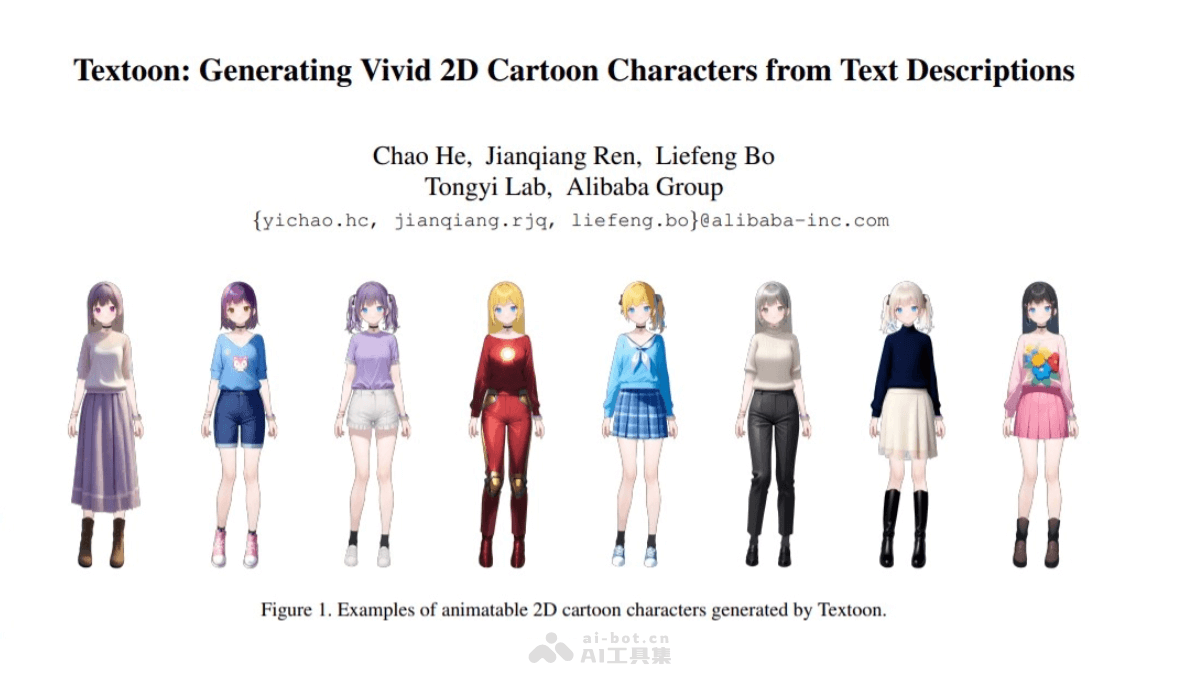 Textoon: Generating Vivid 2D Cartoon Characters from Text Descriptions
Chao He, Jianqiang Ren, Liefeng Bo
Tongyi Lab, Alibaba Group
{yichao.hc, jianqiang.rjq, liefeng.bo}@alibaba-inc.com
Figure 1. Examples of animatable 2D cartoon characters generated by Textoon.
ai-bot.cn
AI工具集